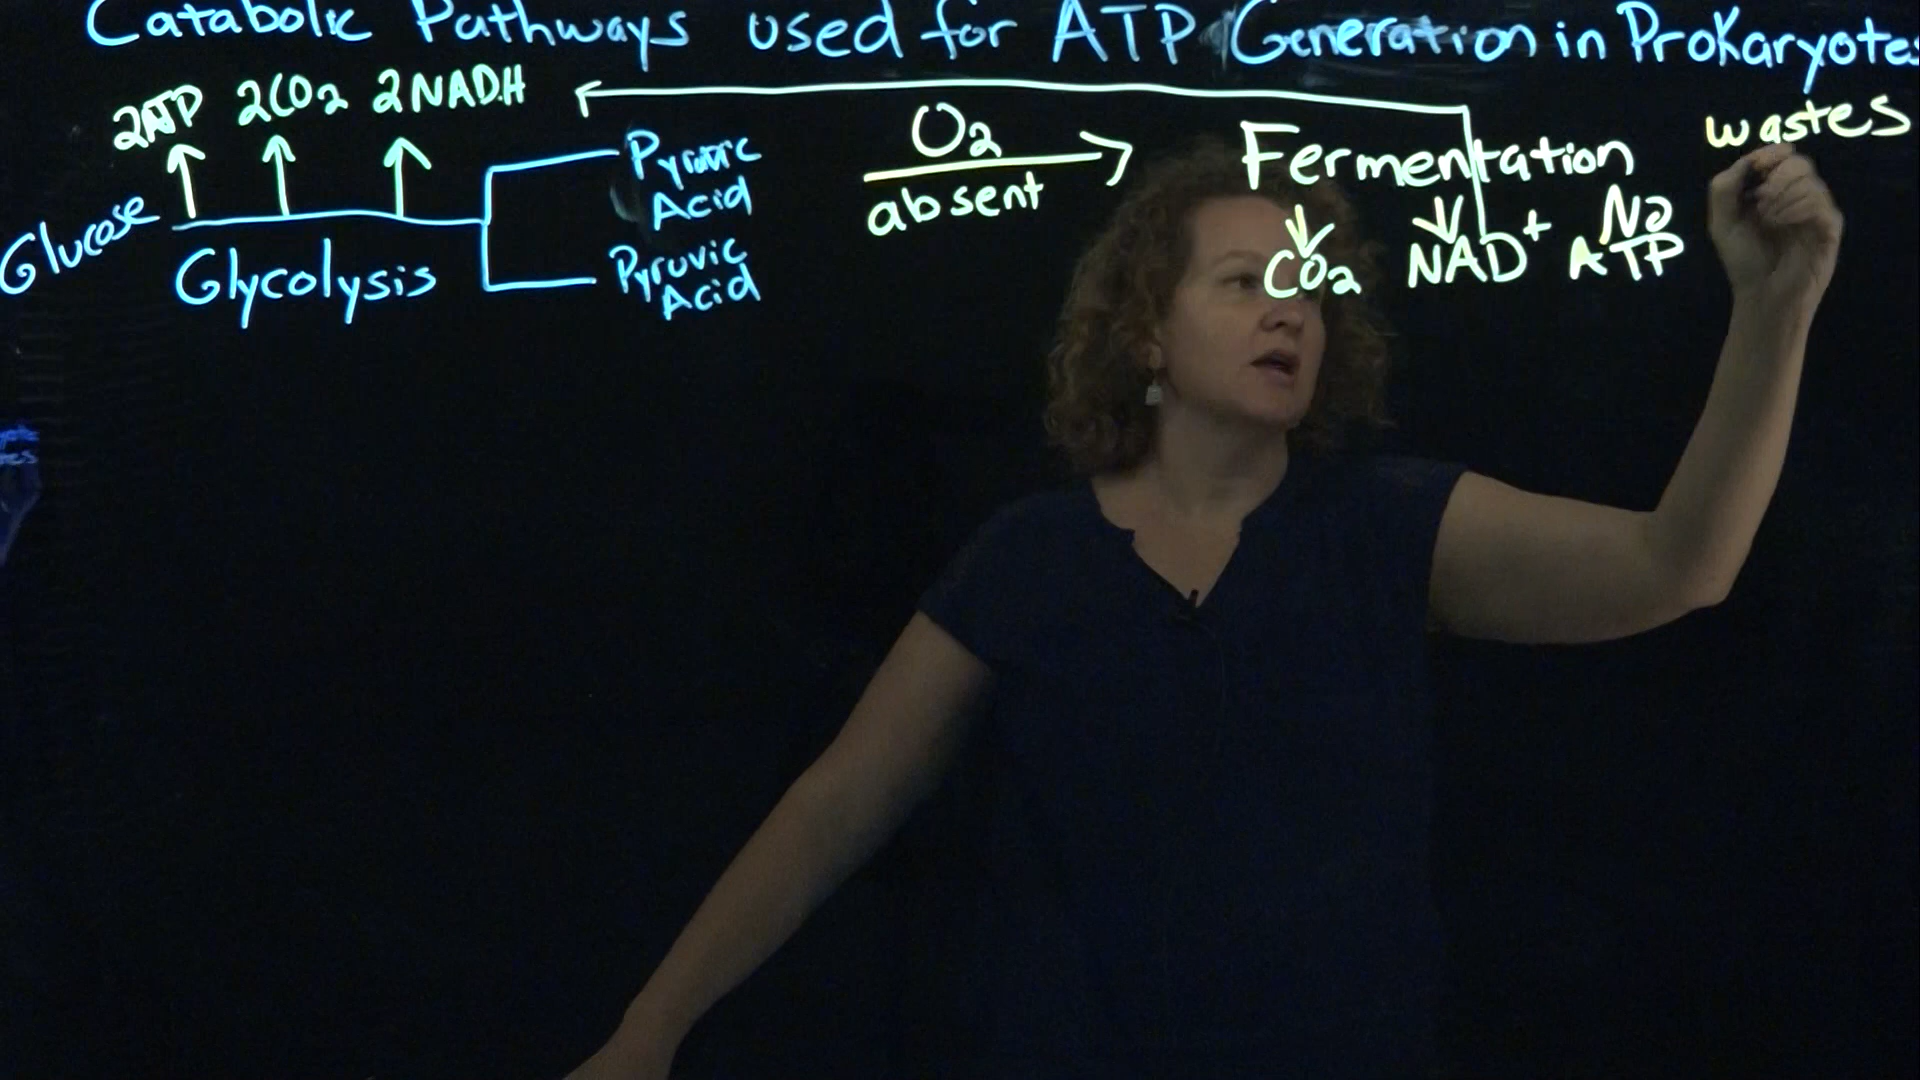 Catabolic Pathways used for ATP Generation in Prokaryotes
2ATP 2CO2 2NADH
Glucose
Glycolysis
Pyruvic
Acid
Pyruvic
Acid
O2
absent
Fermentation
CO2 NAD+ No
ATP
wastes